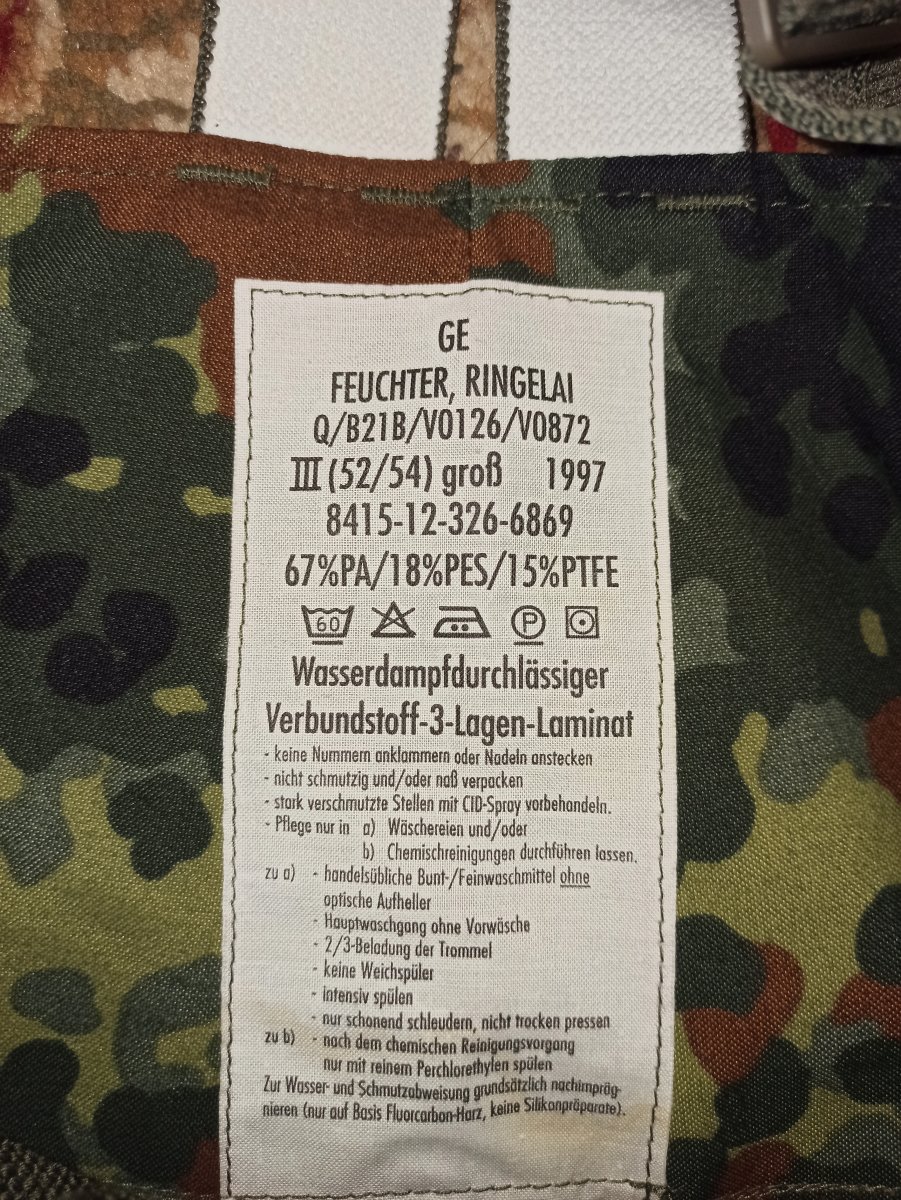 GE
FEUCHTER, RINGELAI
Q/B21B/V0126/V0872
III (52/54) groß 1997
8415-12-326-6869
67%PA/18%PES/15%PTFE
60 P
Wasserdampfdurchlässiger
Verbundstoff-3-Lagen-Laminat
- keine Nummern anklammern oder Nadeln anstecken
- nicht schmutzig und/oder naß verpacken
- stark verschmutzte Stellen mit CID-Spray vorbehandeln.
- Pflege nur in a) Wäschereien und/oder
b) Chemischreinigungen durchführen lassen.
zu a) - handelsübliche Bunt-/Feinwaschmittel ohne
optische Aufheller
- Hauptwaschgang ohne Vorwäsche
- 2/3-Beladung der Trommel
- keine Weichspüler
- intensiv spülen
- nur schonend schleudern, nicht trocken pressen
zu b) - nach dem chemischen Reinigungsvorgang
nur mit reinem Perchlorethylen spülen
Zur Wasser- und Schmutzabweisung grundsätzlich nachimpräg-
nieren (nur auf Basis Fluorcarbon-Harz, keine Silikonpräparate).